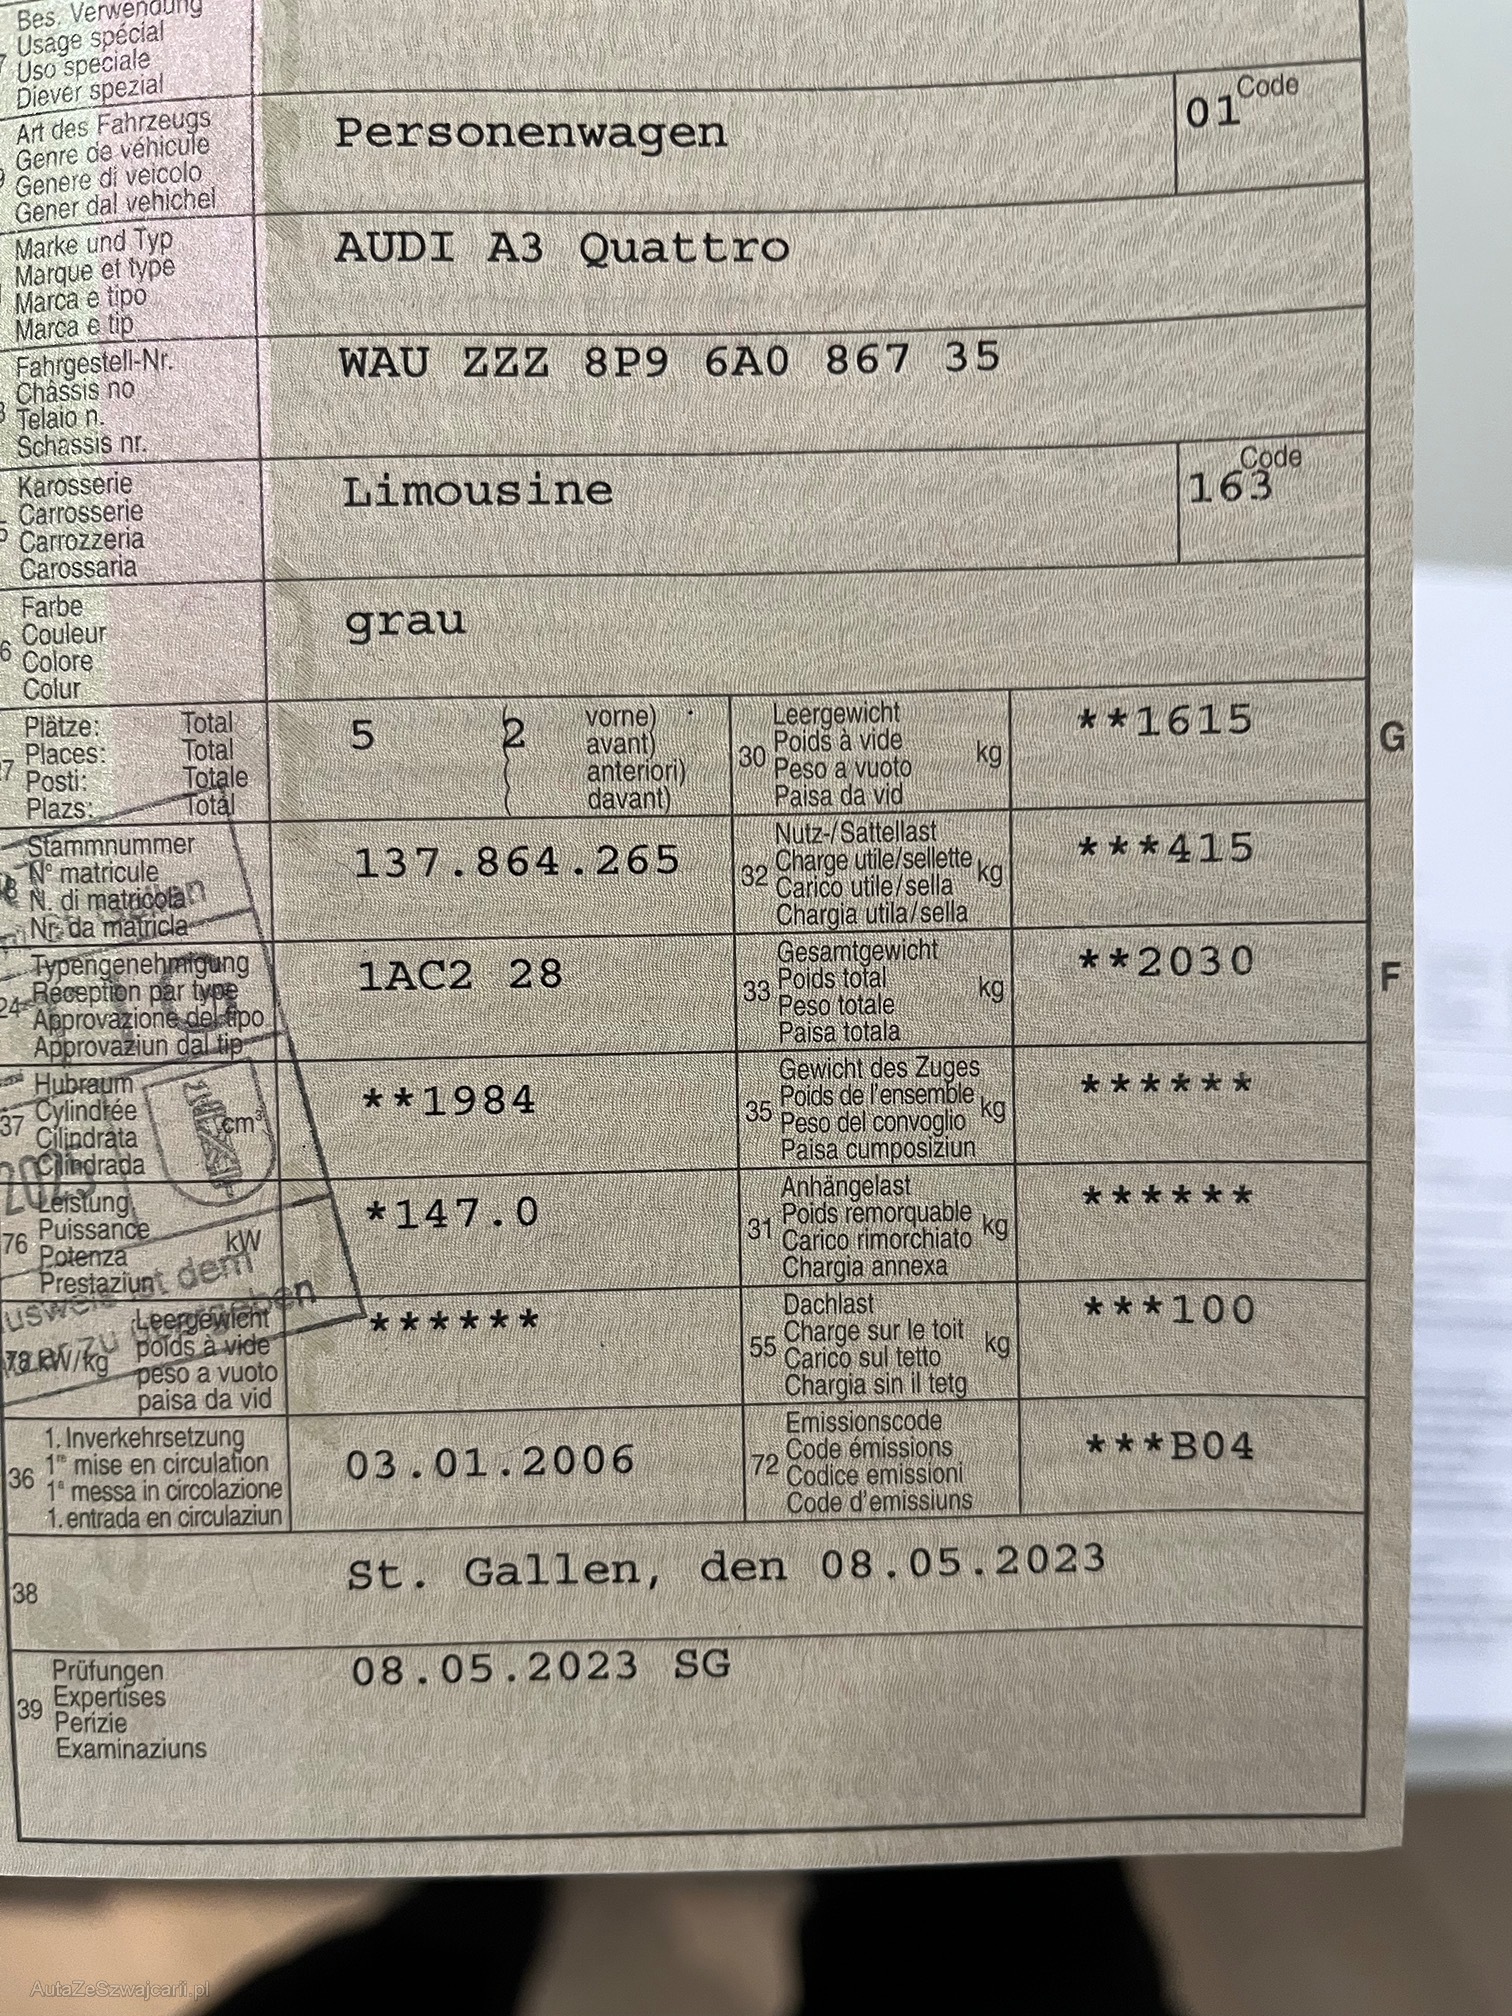 Bes. Verwendung
Usage spécial
Uso speciale
Diever spezial
Art des Fahrzeugs
Genre de véhicule
Genere di veicolo
Gener dal vehichel
Personenwagen
01 Code
Marke und Typ
Marque et type
Marca e tipo
Marca e tip
AUDI A3 Quattro
Fahrgestell-Nr.
Châssis no
Telaio n.
Schassis nr.
WAU ZZZ 8P9 6A0 867 35
Karosserie
Carrosserie
Carrozzeria
Carossaria
Limousine
Code
163
Farbe
Couleur
Colore
Colur
grau
Plätze: Total
Places: Total
Posti: Totale
Plazs: Total
5 2
vorne)
avant)
anteriori)
davant)
30 Leergewicht
Poids à vide
Peso a vuoto
Paisa da vid
kg
**1615
G
Stammnummer
N° matricule
N. di matricola
Nr. da matricla
137.864.265
32 Nutz-/Sattellast
Charge utile/sellette
Carico utile/sella
Chargia utila/sella
kg
***415
24 Typengenehmigung
Réception par type
Approvazione del tipo
Approvaziun dal tip
1AC2 28
33 Gesamtgewicht
Poids total
Peso totale
Paisa totala
kg
**2030
F
37 Hubraum
Cylindrée
Cilindrata
Cilindrada
cm³
**1984
35 Gewicht des Zuges
Poids de l'ensemble
Peso del convoglio
Paisa cumposiziun
kg
******
76 Leistung
Puissance
Potenza
Prestaziun
kW
*147.0
31 Anhängelast
Poids remorquable
Carico rimorchiato
Chargia annexa
kg
******
78 kW/kg
Leergewicht
poids à vide
peso a vuoto
paisa da vid
******
55 Dachlast
Charge sur le toit
Carico sul tetto
Chargia sin il tetg
kg
***100
36 1. Inverkehrsetzung
1re mise en circulation
1a messa in circolazione
1. entrada en circulaziun
03.01.2006
72 Emissionscode
Code émissions
Codice emissioni
Code d'emissiuns
***B04
38
St. Gallen, den 08.05.2023
39 Prüfungen
Expertises
Perizie
Examinaziuns
08.05.2023 SG
AutaZeSzwajcarii.pl